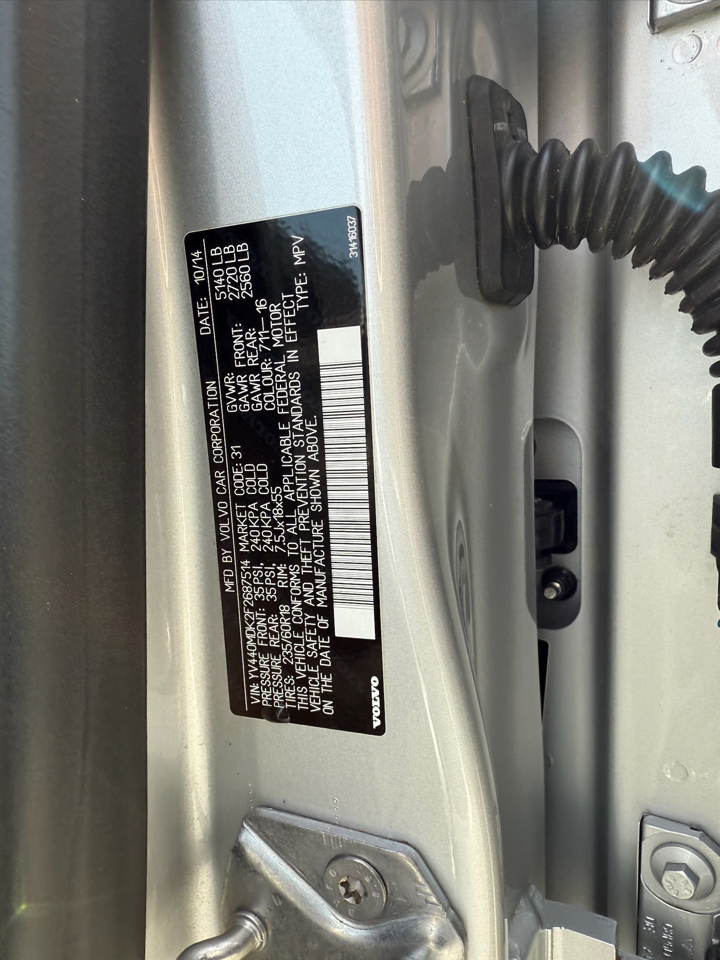 MFD BY VOLVO CAR CORPORATION DATE: 10/14
VIN: YV440MDK2F2687514 MARKET CODE: 31 GVWR: 5140 LB
PRESSURE FRONT: 35PSI, 240KPA COLD GAWR FRONT: 2720 LB
PRESSURE REAR: 35PSI, 240KPA COLD GAWR REAR: 2560 LB
TIRES: 235/60R18 RIM: 7.5Jx18x55 COLOUR: 711-16
THIS VEHICLE CONFORMS TO ALL APPLICABLE FEDERAL MOTOR
VEHICLE SAFETY AND THEFT PREVENTION STANDARDS IN EFFECT
ON THE DATE OF MANUFACTURE SHOWN ABOVE. TYPE: MPV
VOLVO
31416037